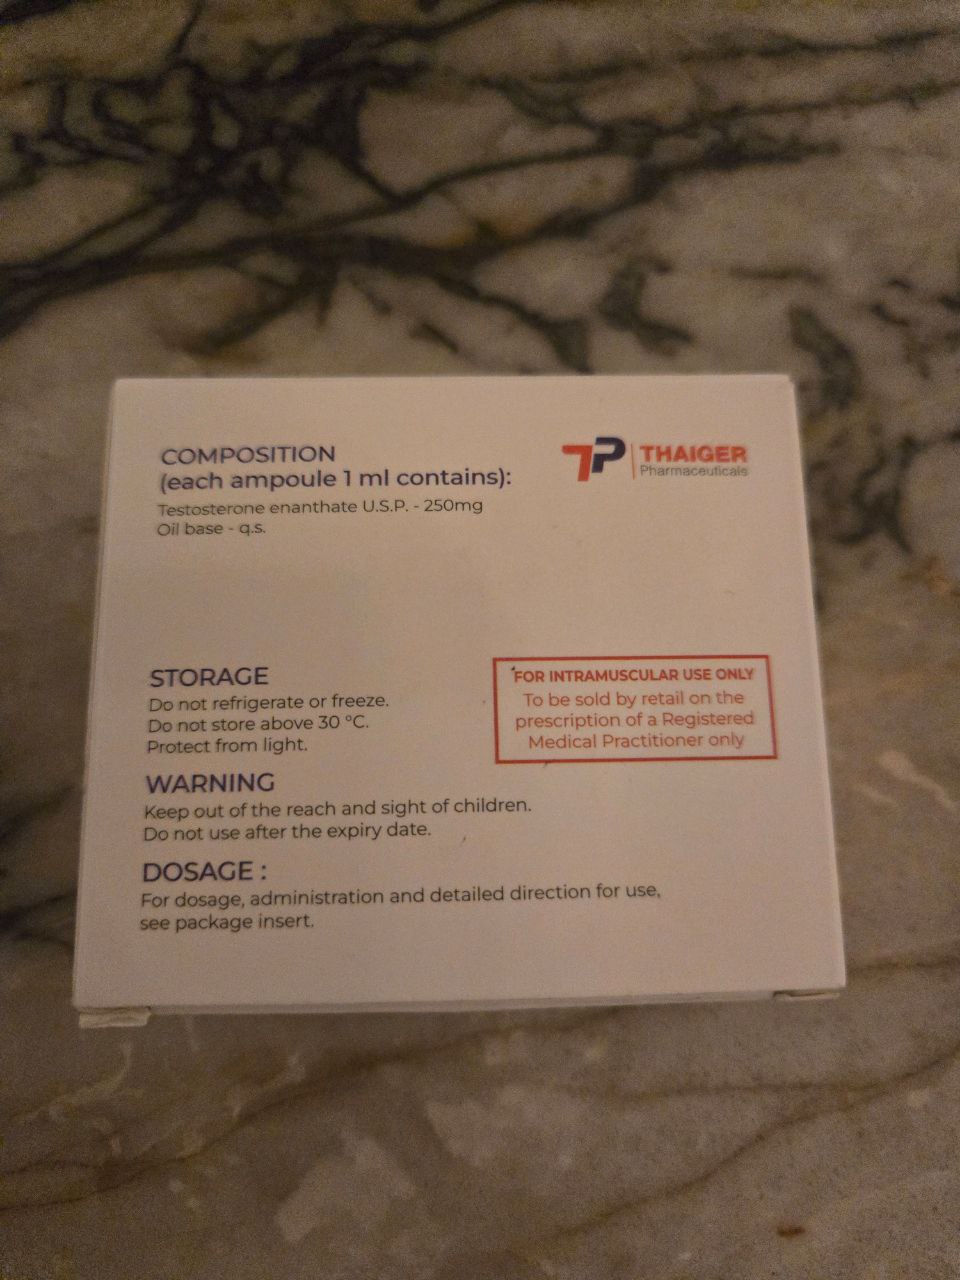 COMPOSITION
(each ampoule 1 ml contains):
Testosterone enanthate U.S.P. - 250mg
Oil base - q.s.
TP THAIGER
Pharmaceuticals
STORAGE
Do not refrigerate or freeze.
Do not store above 30 °C.
Protect from light.
FOR INTRAMUSCULAR USE ONLY
To be sold by retail on the
prescription of a Registered
Medical Practitioner only
WARNING
Keep out of the reach and sight of children.
Do not use after the expiry date.
DOSAGE :
For dosage, administration and detailed direction for use,
see package insert.